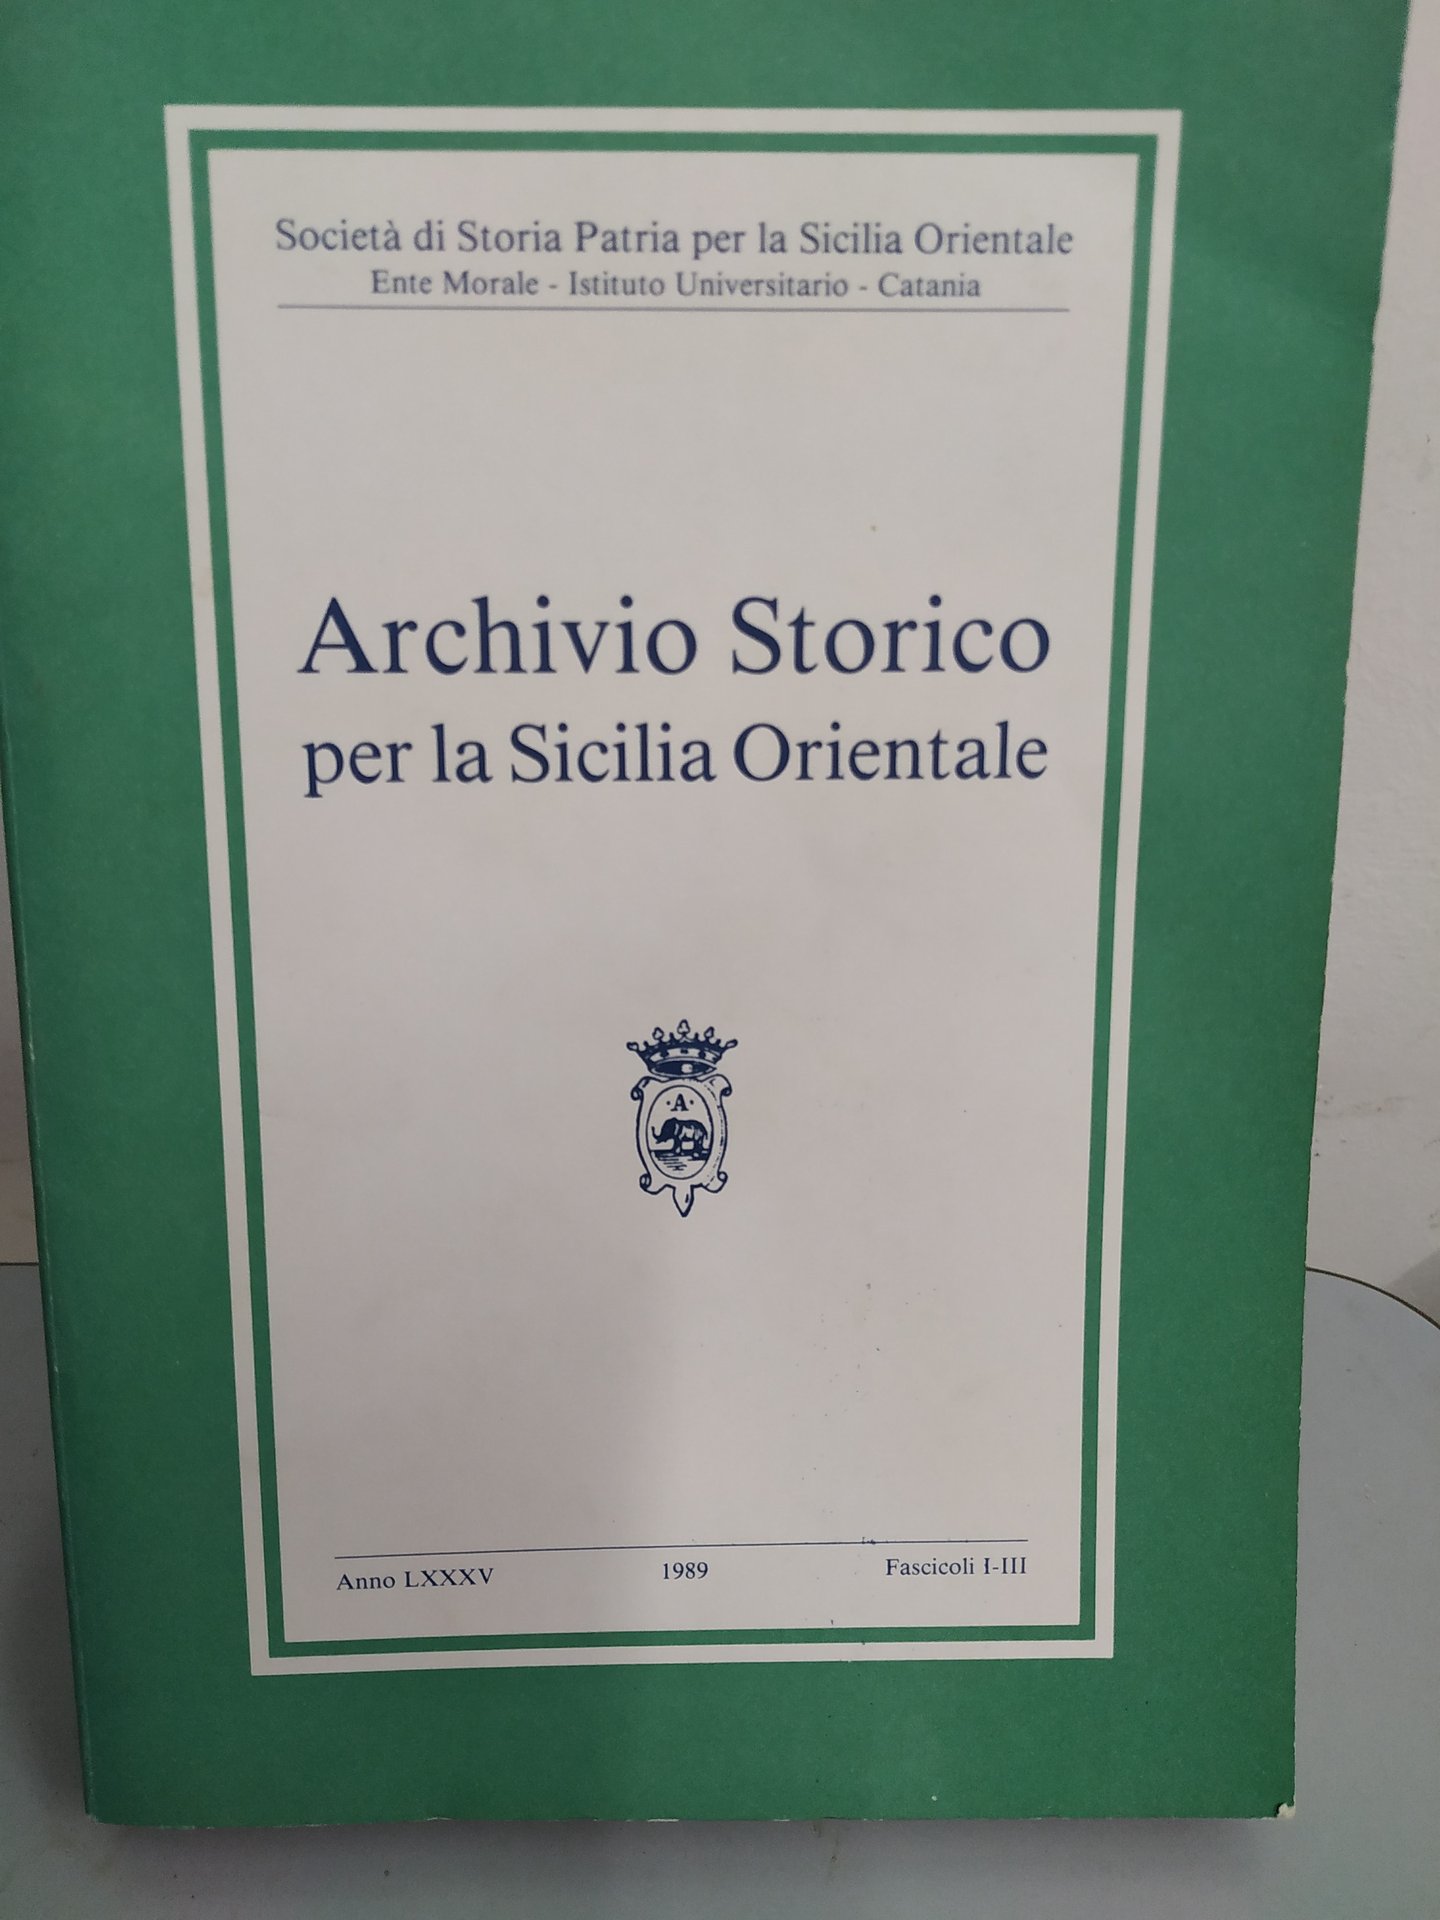 Società di Storia Patria per la Sicilia Orientale
Ente Morale - Istituto Universitario - Catania
Archivio Storico
per la Sicilia Orientale
·A·
Anno LXXXV 1989 Fascicoli I-III